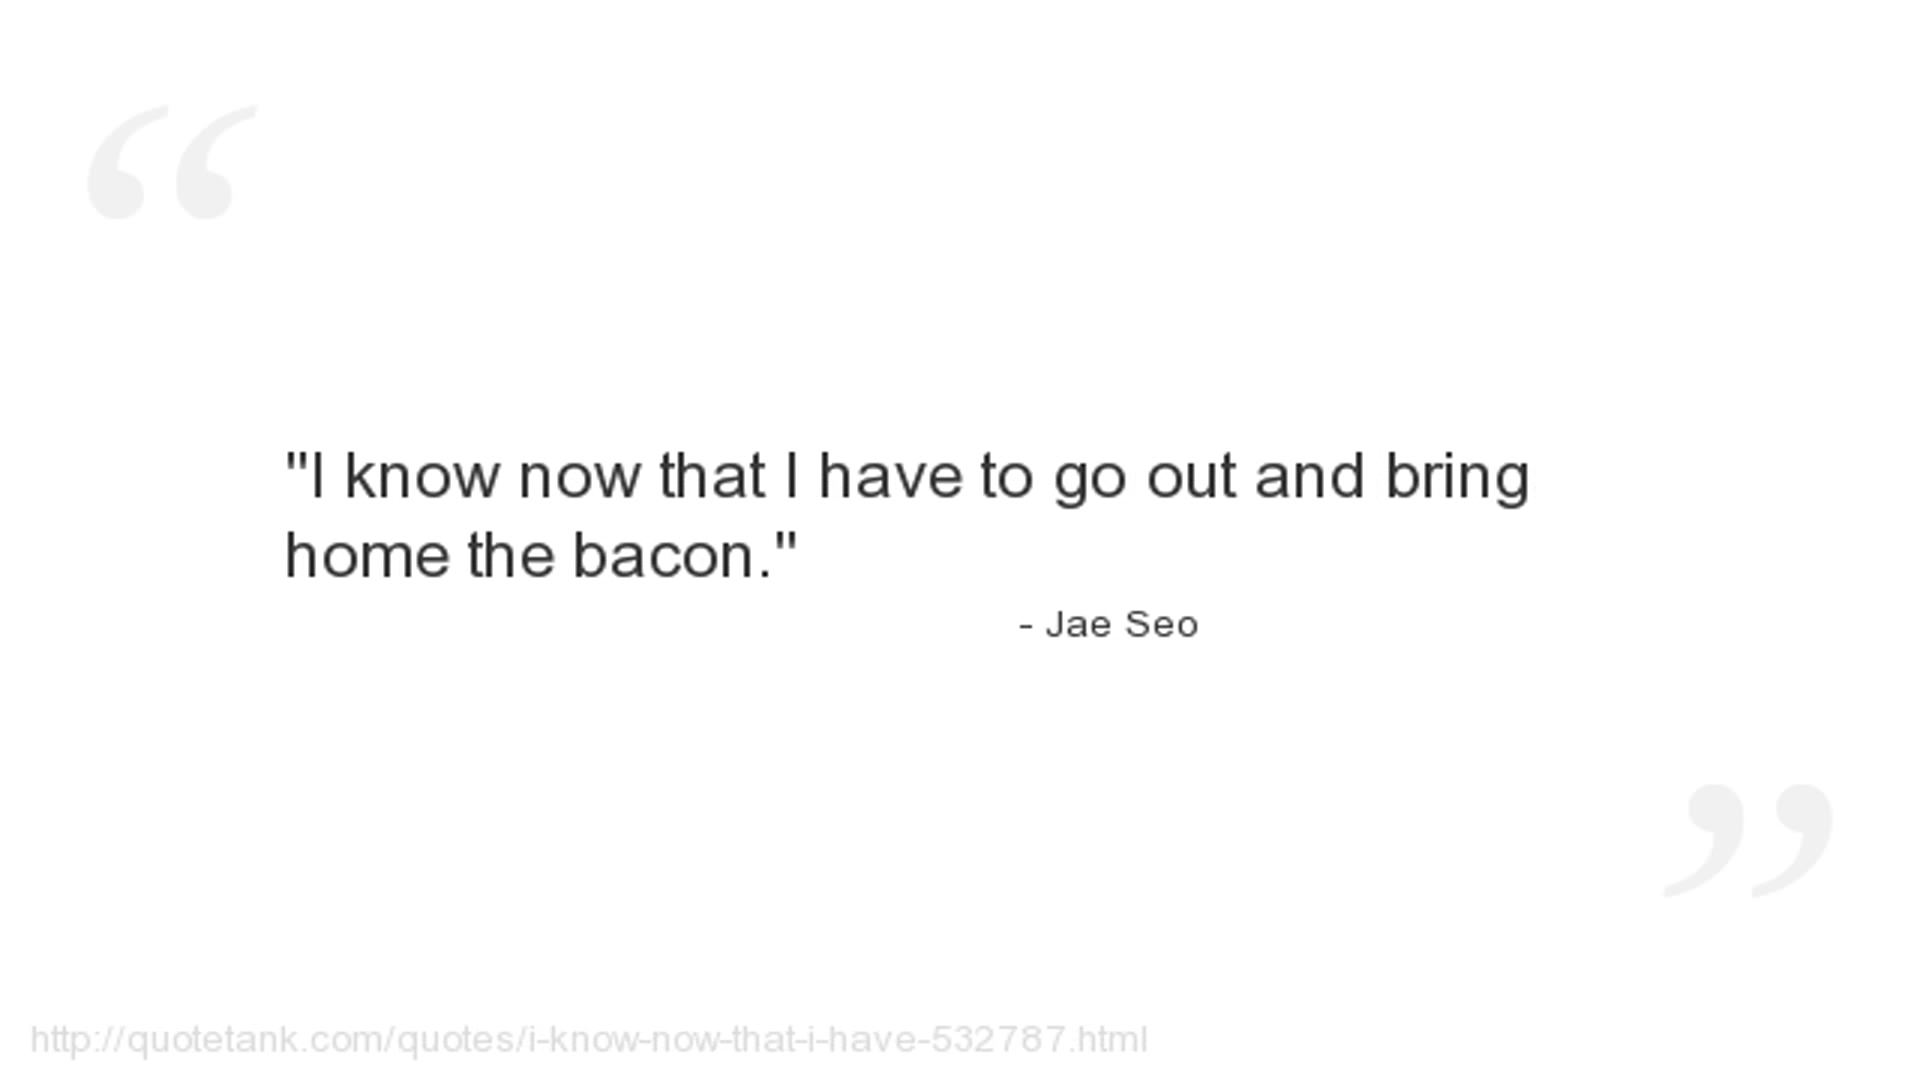 "I know now that I have to go out and bring
home the bacon."
- Jae Seo
http://quotetank.com/quotes/i-know-now-that-i-have-532787.html